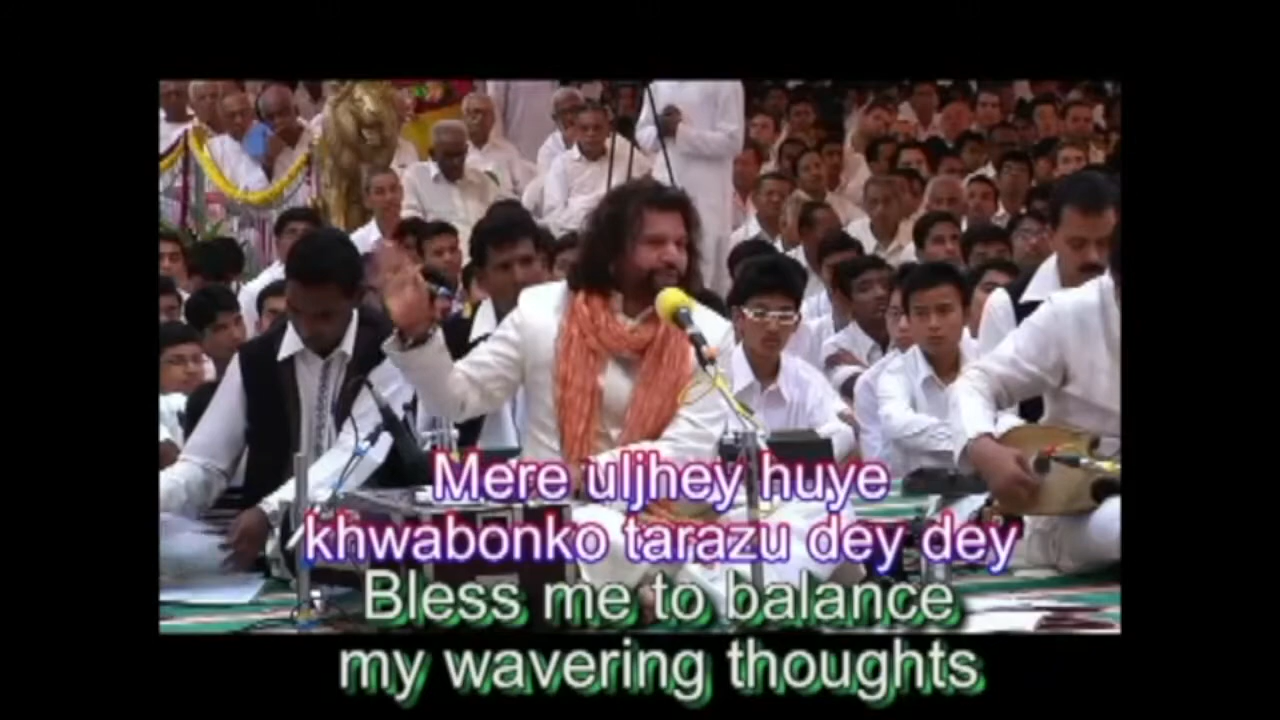 Mere uljhey huye
khwabonko tarazu dey dey
Bless me to balance
my wavering thoughts